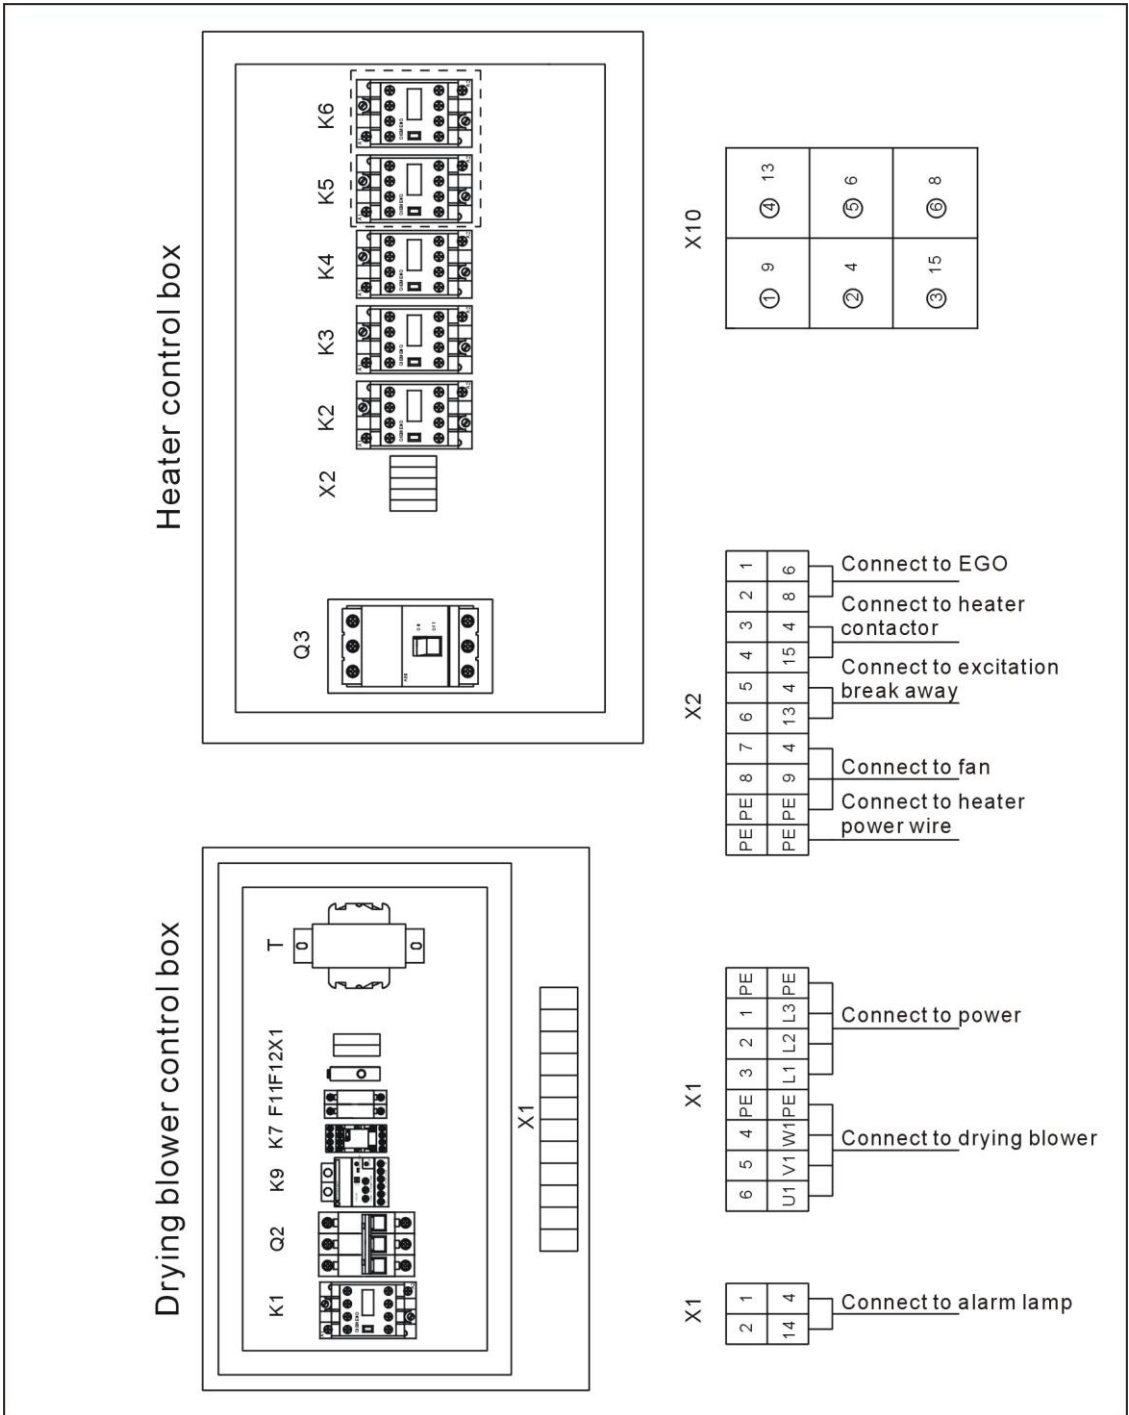 Heater control box
K6
K5
K4
K3
K2
X2
Q3
X10
④ 13
⑤ 6
⑥ 8
① 9
② 4
③ 15
X2
1 6
2 8
3 4
4 15
5 4
6 13
7 4
8 9
PE PE
PE PE
Connect to EGO
Connect to heater
contactor
Connect to excitation
break away
Connect to fan
Connect to heater
power wire
Drying blower control box
T
F11F12X1
K7
K9
Q2
K1
X1
X1
PE PE
1 L3
2 L2
3 L1
PE PE
4 W1
5 V1
6 U1
Connect to power
Connect to drying blower
X1
1 4
2 14
Connect to alarm lamp